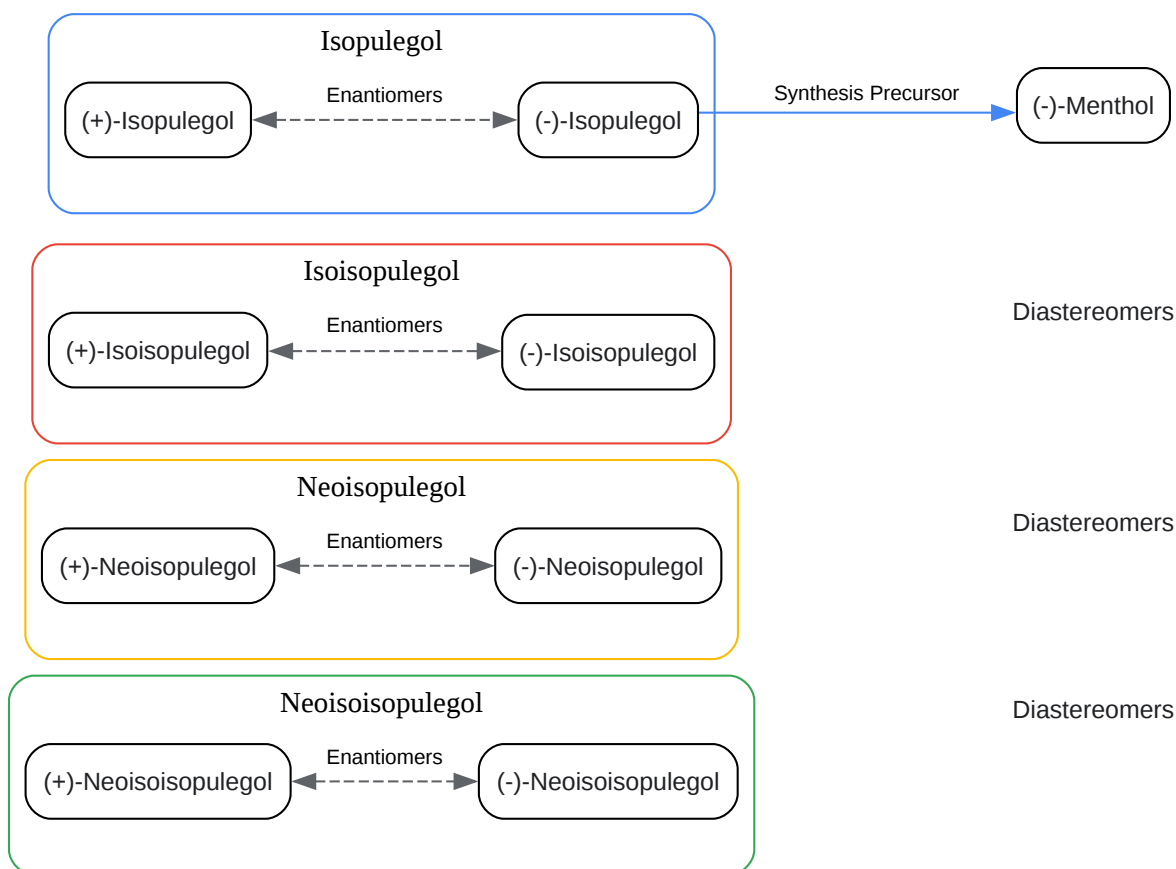 Isopulegol
Enantiomers
(+)-Isopulegol
(-)-Isopulegol
Synthesis Precursor
(-)-Menthol
Isoisopulegol
Enantiomers
(+)-Isoisopulegol
(-)-Isoisopulegol
Diastereomers
Neoisopulegol
Enantiomers
(+)-Neoisopulegol
(-)-Neoisopulegol
Diastereomers
Neoisoisopulegol
Enantiomers
(+)-Neoisoisopulegol
(-)-Neoisoisopulegol
Diastereomers